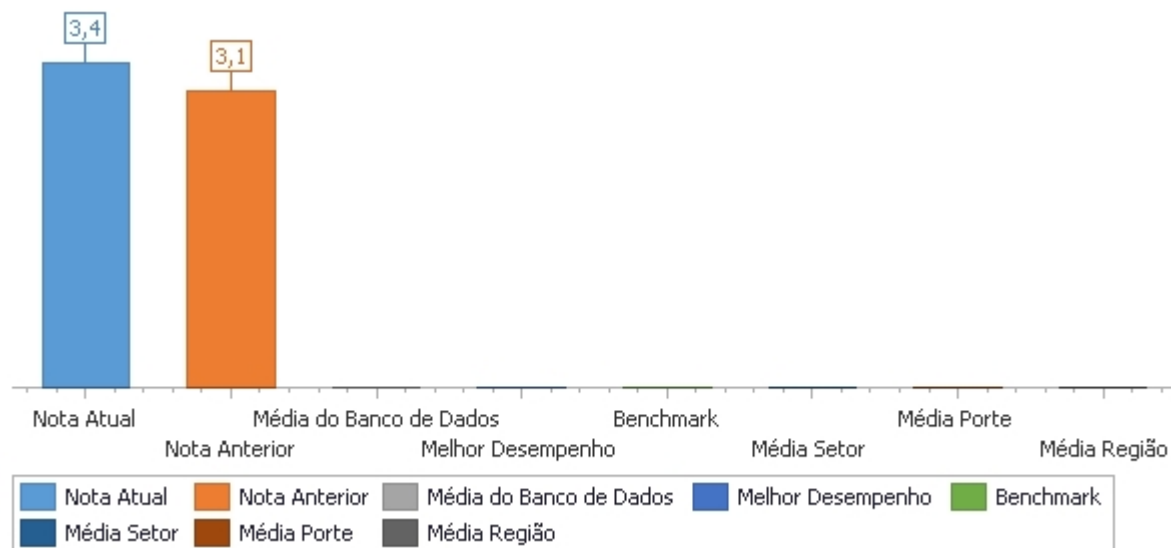 3,4
3,1
Nota Atual
Média do Banco de Dados
Benchmark
Média Porte
Nota Anterior
Melhor Desempenho
Média Setor
Média Região
Nota Atual
Nota Anterior
Média do Banco de Dados
Melhor Desempenho
Benchmark
Média Setor
Média Porte
Média Região